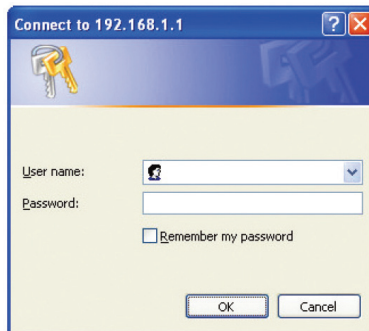 Connect to 192.168.1.1
User name:
Password:
Remember my password
OK Cancel